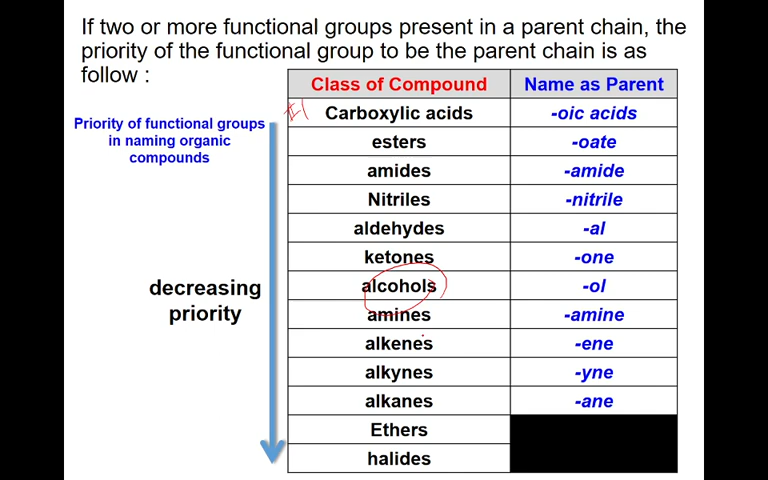 If two or more functional groups present in a parent chain, the
priority of the functional group to be the parent chain is as
follow :
Class of Compound Name as Parent
Priority of functional groups
in naming organic
compounds
decreasing
priority
#1 Carboxylic acids -oic acids
esters -oate
amides -amide
Nitriles -nitrile
aldehydes -al
ketones -one
alcohols -ol
amines -amine
alkenes -ene
alkynes -yne
alkanes -ane
Ethers
halides